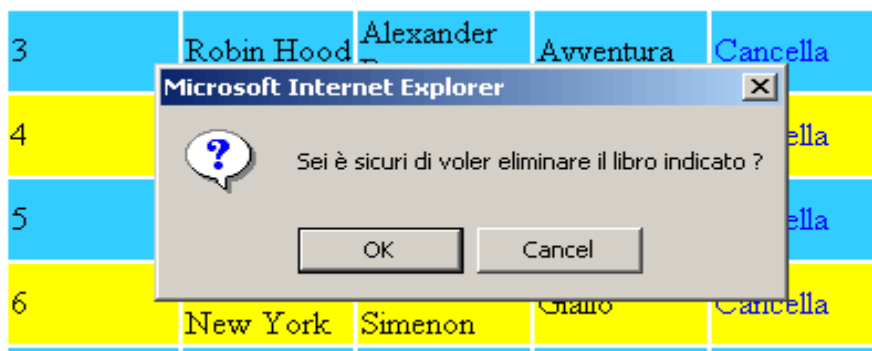 3 Robin Hood Alexander Avventura Cancella
Microsoft Internet Explorer
4
Sei è sicuri di voler eliminare il libro indicato ?
5
OK Cancel
6 Giallo Cancella
New York Simenon